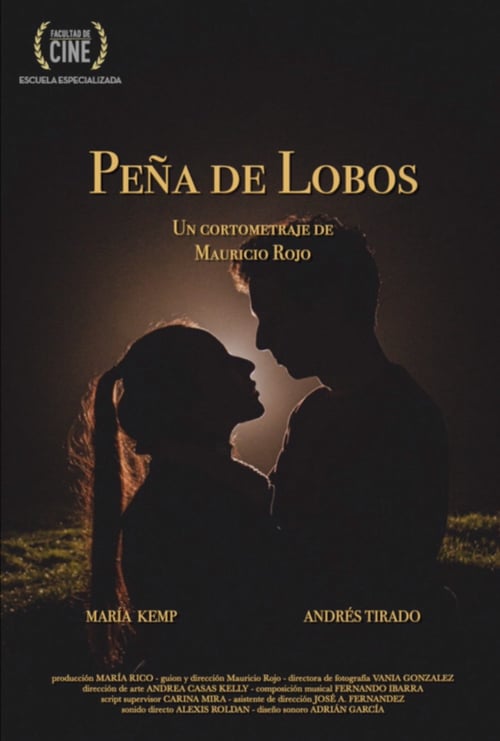 FACULTAD DE
CINE
ESCUELA ESPECIALIZADA
PEÑA DE LOBOS
UN CORTOMETRAJE DE
MAURICIO ROJO
MARÍA KEMP ANDRÉS TIRADO
producción MARÍA RICO - guion y dirección Mauricio Rojo - directora de fotografía VANIA GONZALEZ
dirección de arte ANDREA CASAS KELLY - composición musical FERNANDO IBARRA
script supervisor CARINA MIRA - asistente de dirección JOSÉ A. FERNANDEZ
sonido directo ALEXIS ROLDAN - diseño sonoro ADRIÁN GARCÍA